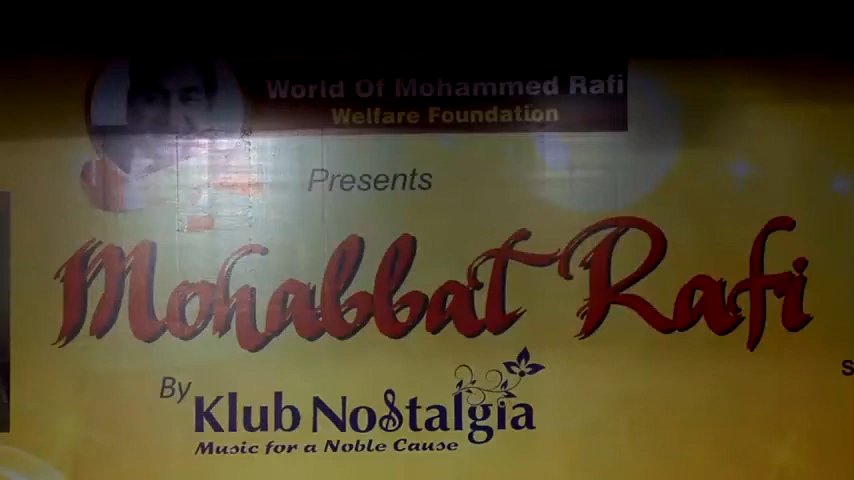 World Of Mohammed Rafi
Welfare Foundation
Presents
Mohabbat Rafi
By
Klub Nostalgia
Music for a Noble Cause